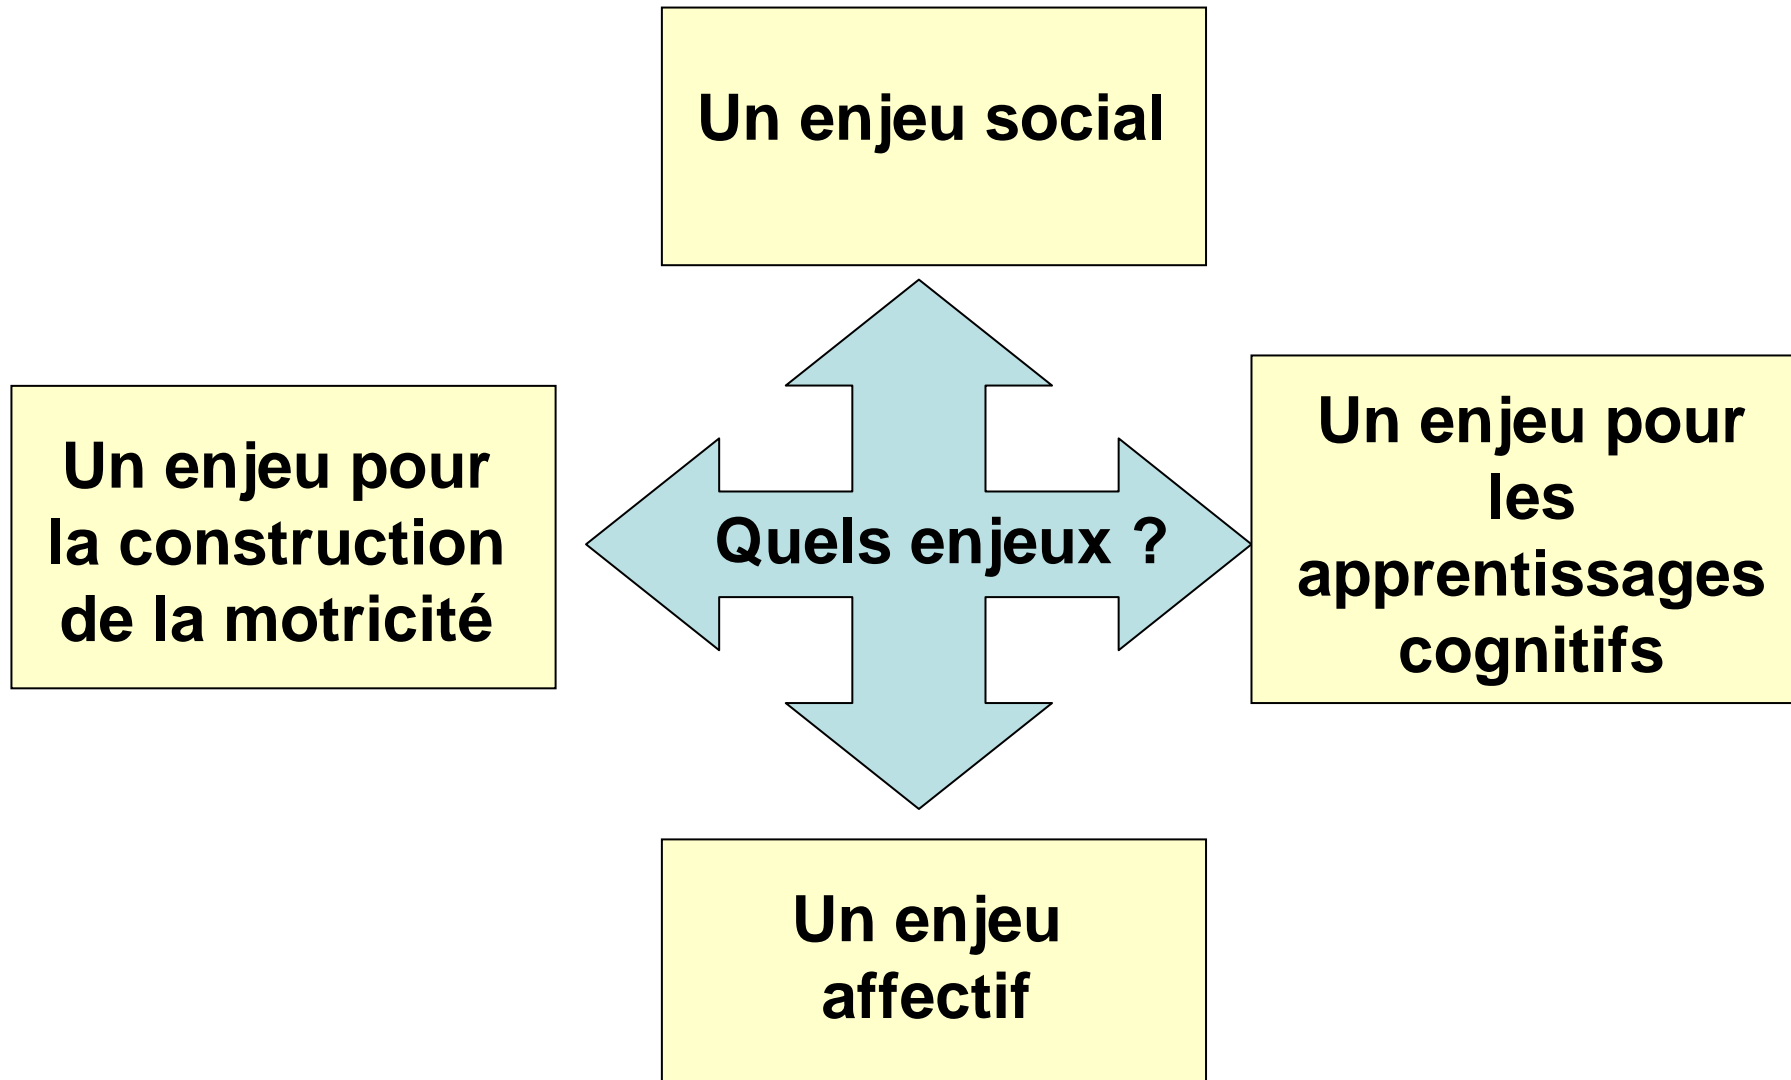 Un enjeu social
Un enjeu pour
la construction
de la motricité
Quels enjeux ?
Un enjeu pour
les
apprentissages
cognitifs
Un enjeu
affectif